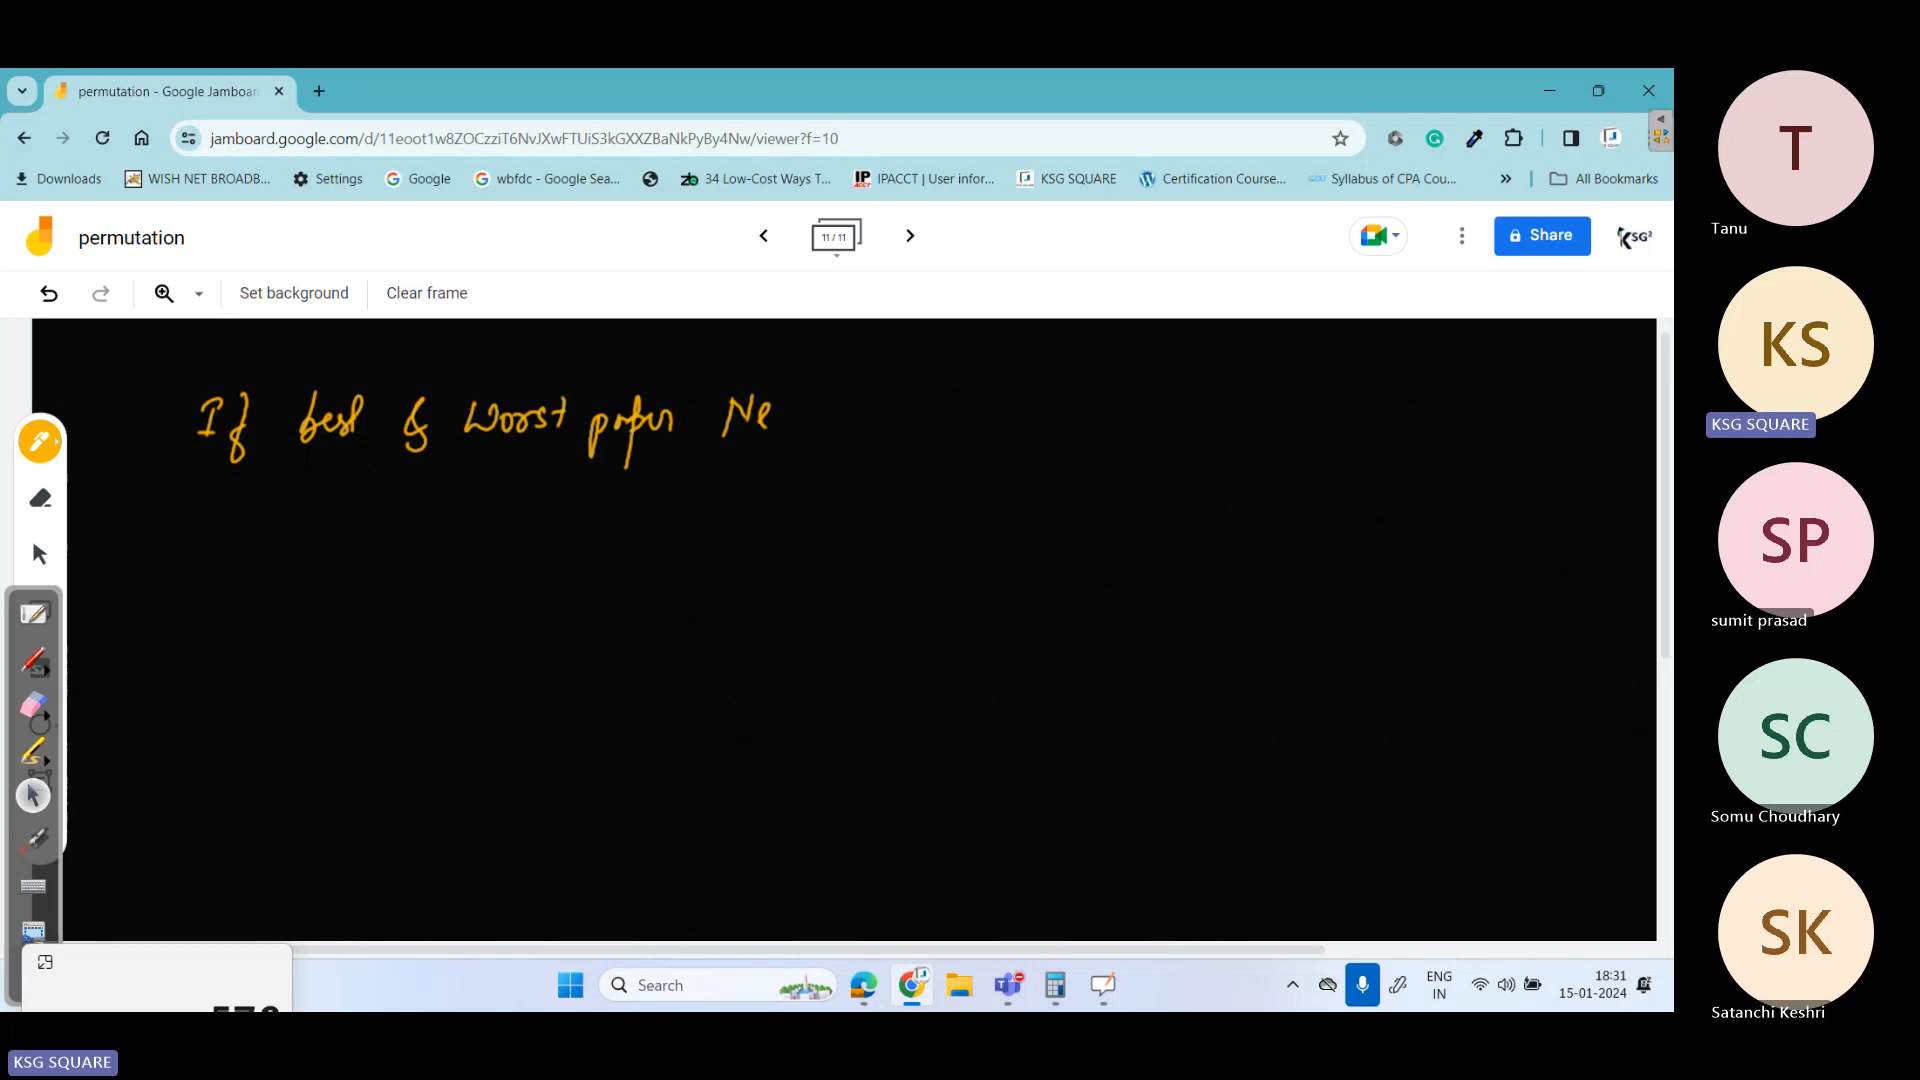 permutation - Google Jamboar
jamboard.google.com/d/11eoot1w8ZOCzziT6NvJXwFTUiS3kGXXZBaNkPyBy4Nw/viewer?f=10
Downloads WISH NET BROADB... Settings Google wbfdc - Google Sea... 34 Low-Cost Ways T... IPACCT | User infor... KSG SQUARE Certification Course... Syllabus of CPA Cou... » All Bookmarks
permutation 11 / 11 Share KSG²
Set background Clear frame
If best & Worst paper Ne
Search
ENG
IN
18:31
15-01-2024
KSG SQUARE
T
Tanu
KS
KSG SQUARE
SP
sumit prasad
SC
Somu Choudhary
SK
Satanchi Keshri